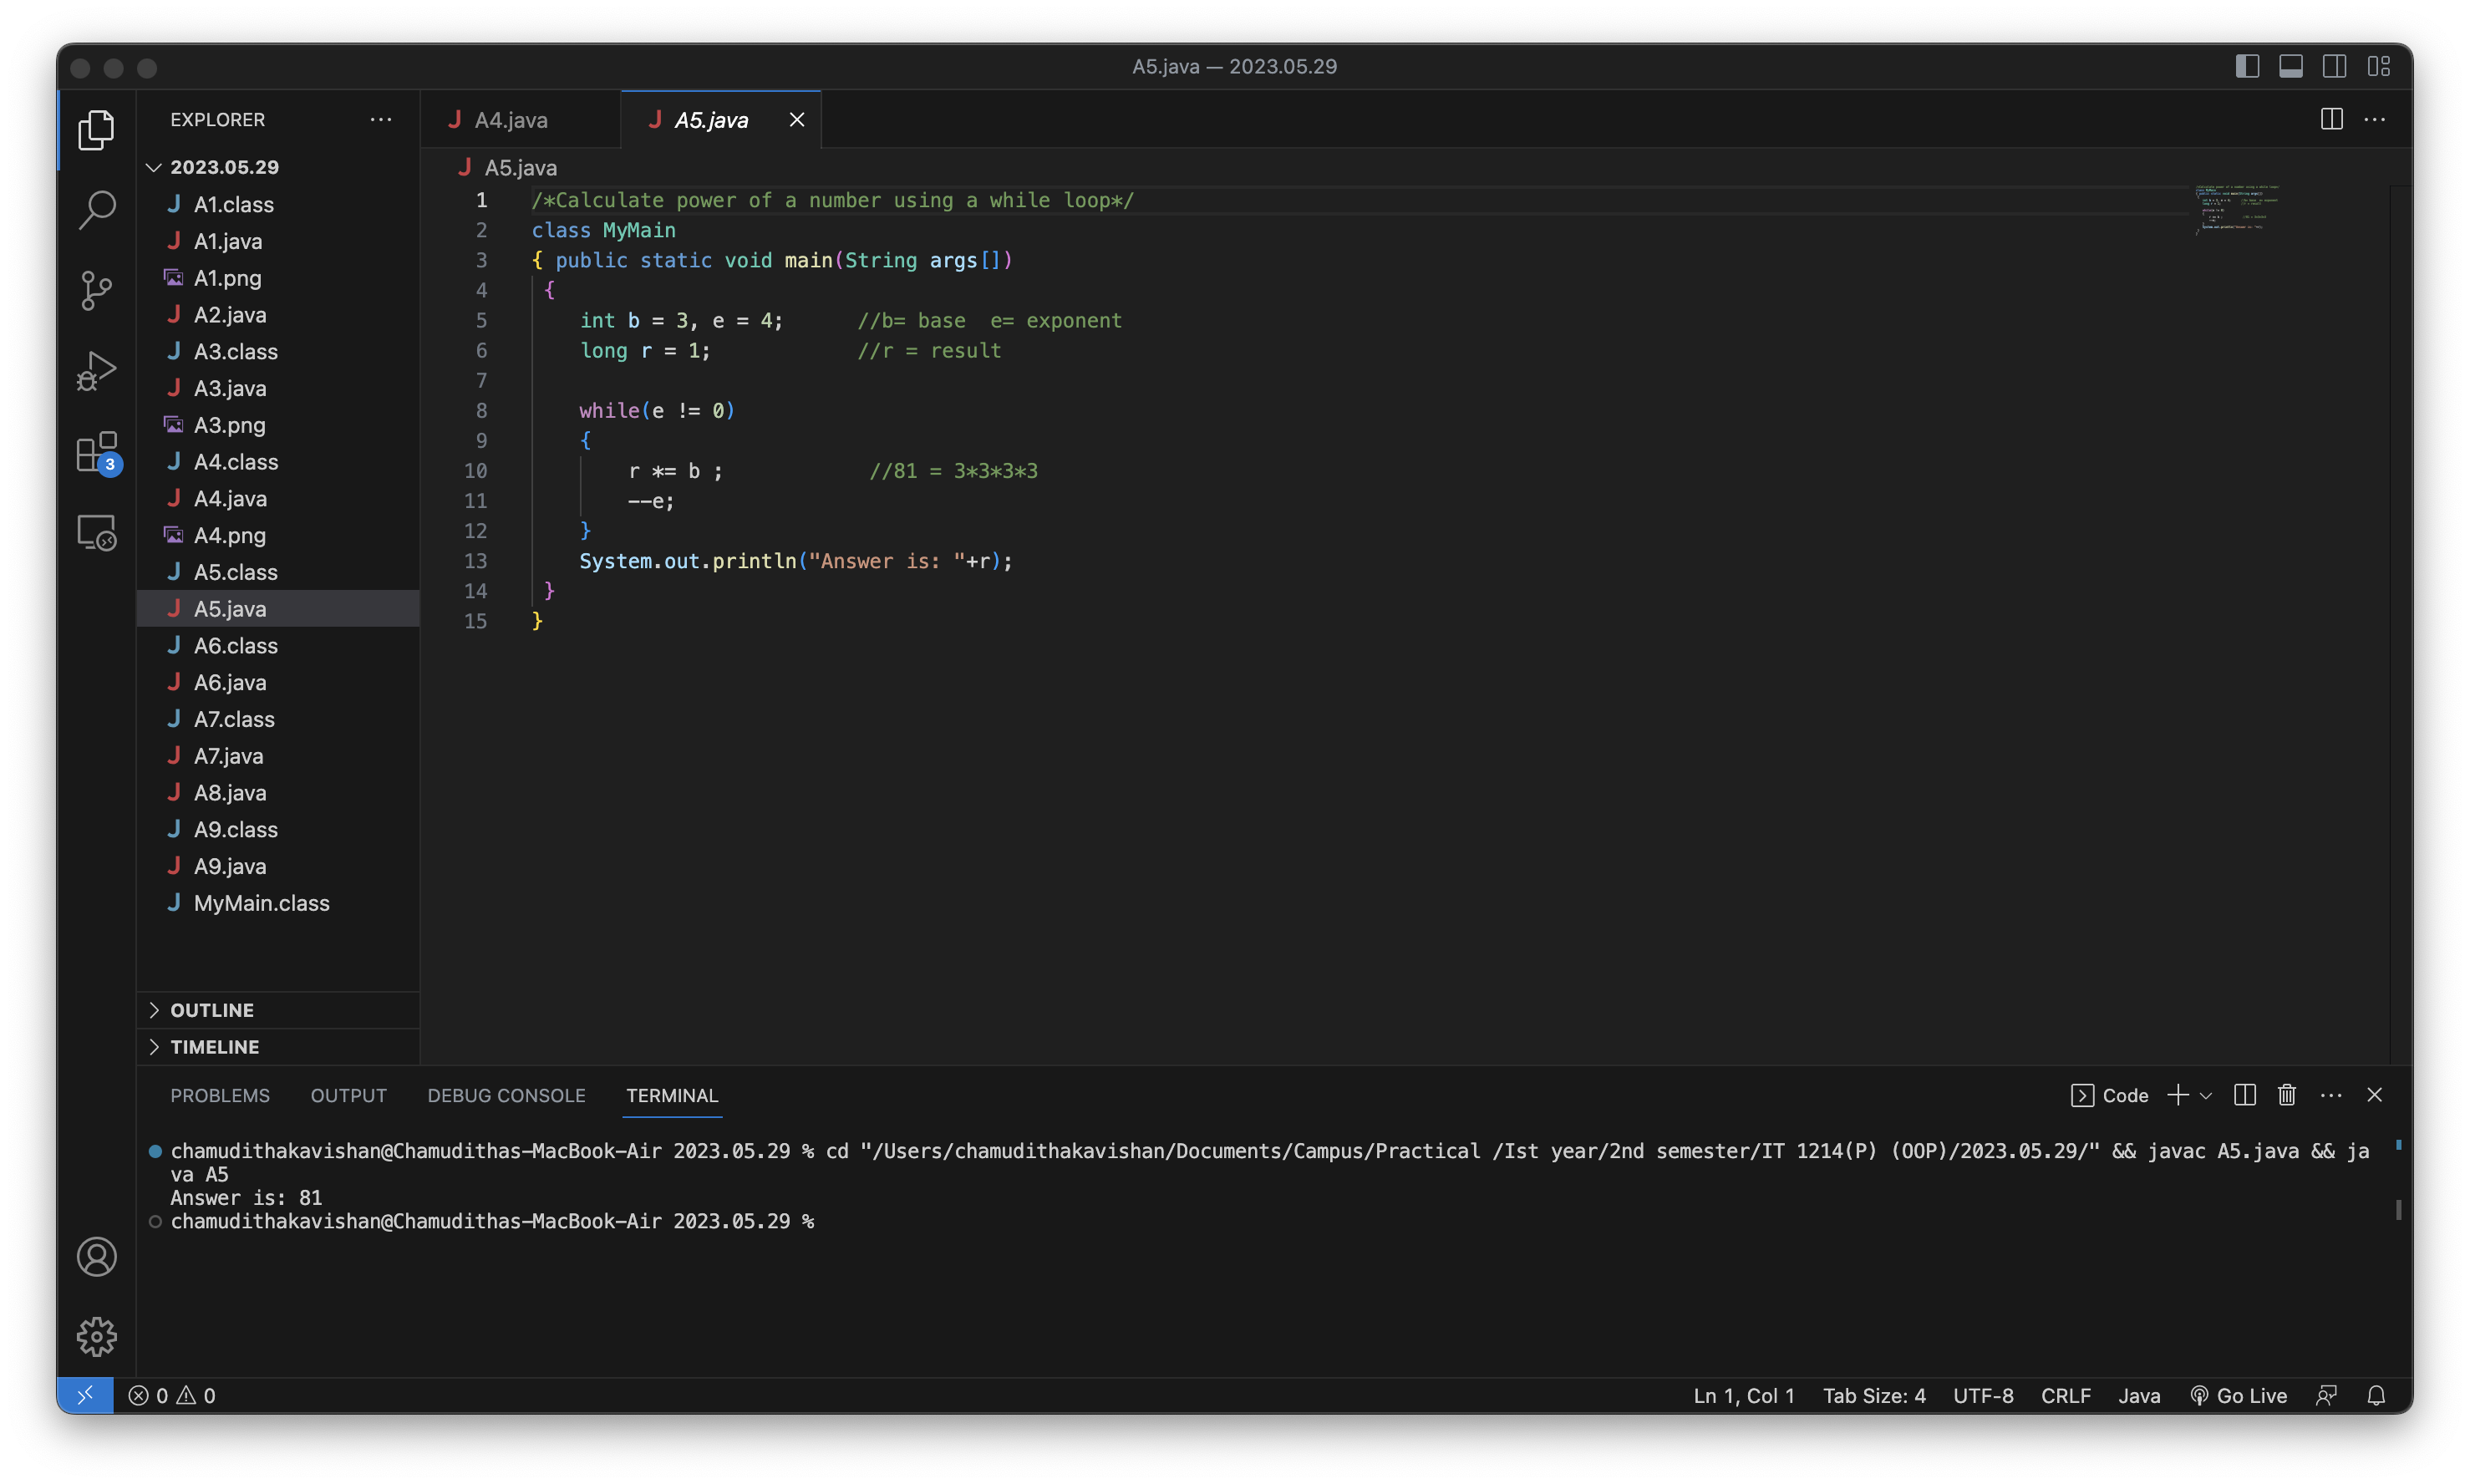 A5.java — 2023.05.29
EXPLORER
2023.05.29
A1.class
A1.java
A1.png
A2.java
A3.class
A3.java
A3.png
A4.class
A4.java
A4.png
A5.class
A5.java
A6.class
A6.java
A7.class
A7.java
A8.java
A9.class
A9.java
MyMain.class
OUTLINE
TIMELINE
3
A4.java A5.java
A5.java
1 /*Calculate power of a number using a while loop*/
2 class MyMain
3 { public static void main(String args[])
4 {
5 int b = 3, e = 4; //b= base e= exponent
6 long r = 1; //r = result
7
8 while(e != 0)
9 {
10 r *= b ; //81 = 3*3*3*3
11 --e;
12 }
13 System.out.println("Answer is: "+r);
14 }
15 }
PROBLEMS OUTPUT DEBUG CONSOLE TERMINAL Code
chamudithakavishan@Chamudithas-MacBook-Air 2023.05.29 % cd "/Users/chamudithakavishan/Documents/Campus/Practical /Ist year/2nd semester/IT 1214(P) (OOP)/2023.05.29/" && javac A5.java && ja
va A5
Answer is: 81
chamudithakavishan@Chamudithas-MacBook-Air 2023.05.29 %
0 0 Ln 1, Col 1 Tab Size: 4 UTF-8 CRLF Java Go Live